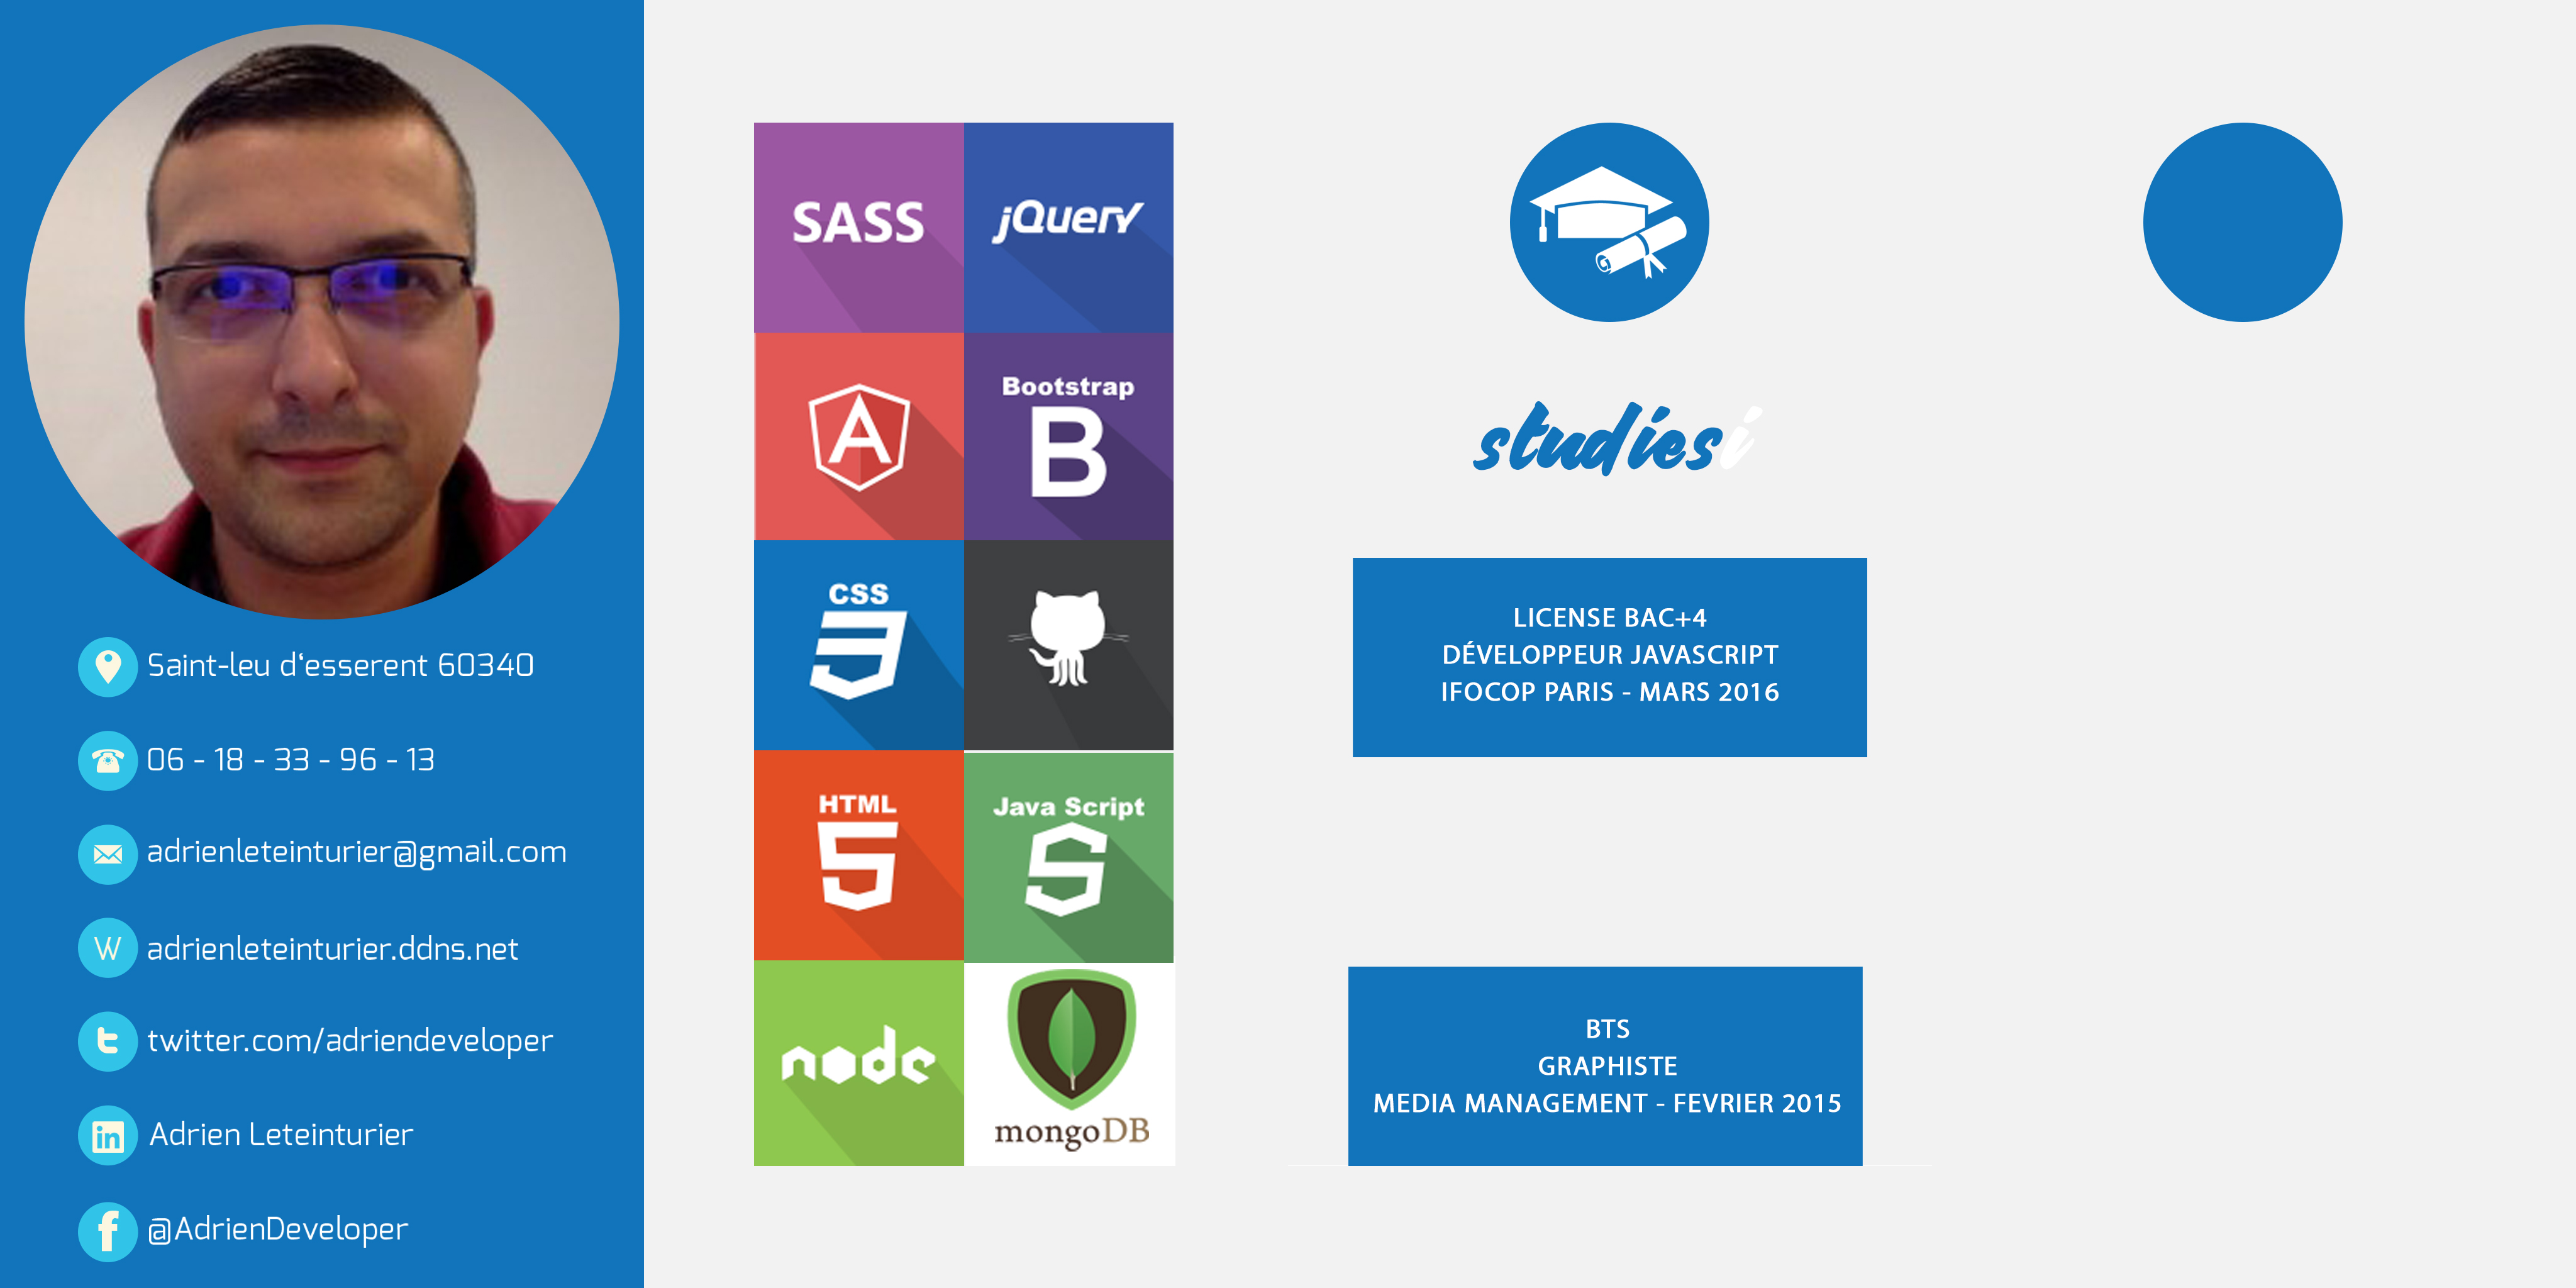 Saint-leu d‘esserent 60340
06 - 18 - 33 - 96 - 13
adrienleteinturier@gmail.com
W adrienleteinturier.ddns.net
twitter.com/adriendeveloper
in Adrien Leteinturier
@AdrienDeveloper
SASS
jQuery
A
Bootstrap
B
CSS
3
HTML
5
Java Script
S
node
mongoDB
studiesi
LICENSE BAC+4
DÉVELOPPEUR JAVASCRIPT
IFOCOP PARIS - MARS 2016
BTS
GRAPHISTE
MEDIA MANAGEMENT - FEVRIER 2015